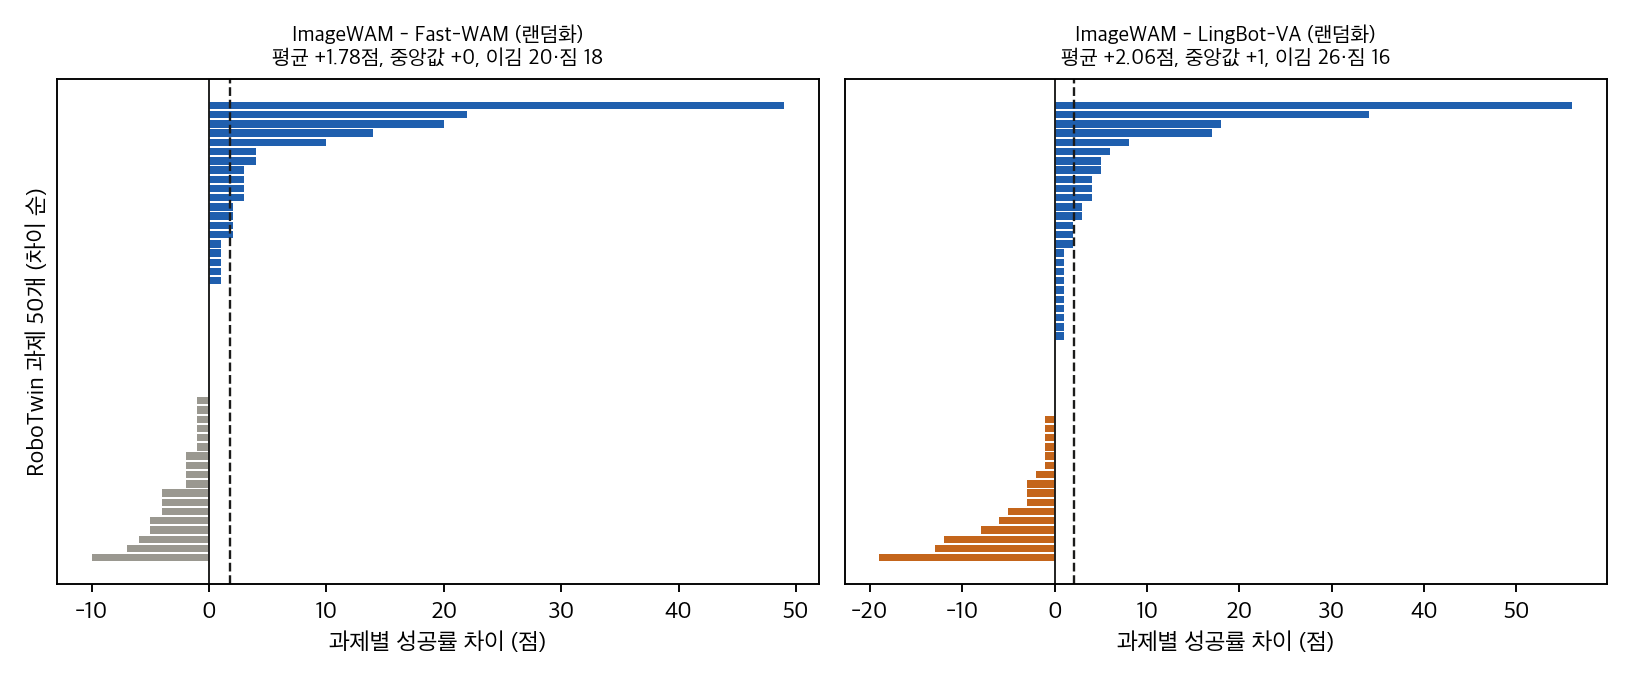 ImageWAM - Fast-WAM (랜덤화)
평균 +1.78점, 중앙값 +0, 이김 20·짐 18
ImageWAM - LingBot-VA (랜덤화)
평균 +2.06점, 중앙값 +1, 이김 26·짐 16
RoboTwin 과제 50개 (차이 순)
-10 0 10 20 30 40 50
과제별 성공률 차이 (점)
-20 -10 0 10 20 30 40 50
과제별 성공률 차이 (점)